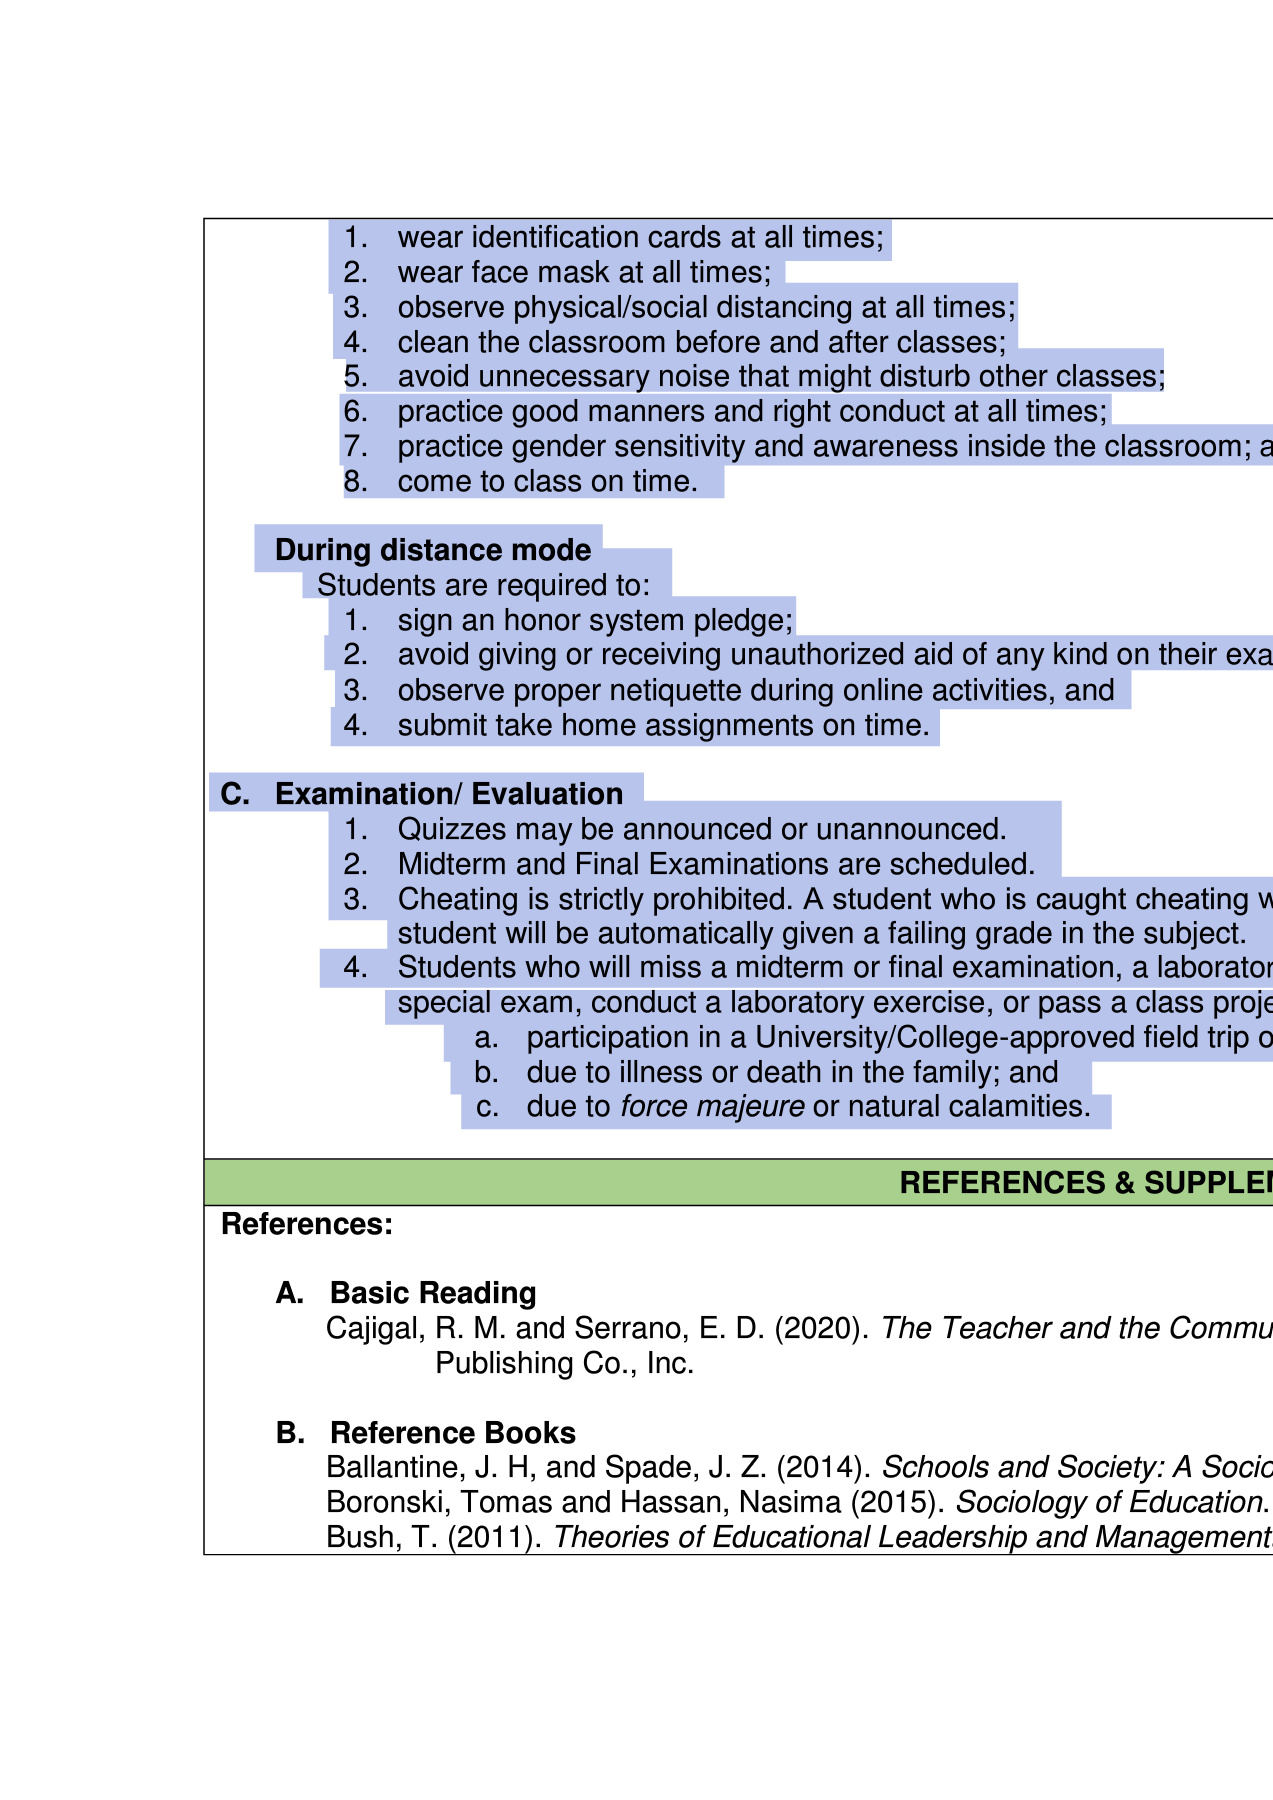 1. wear identification cards at all times;
2. wear face mask at all times;
3. observe physical/social distancing at all times;
4. clean the classroom before and after classes;
5. avoid unnecessary noise that might disturb other classes;
6. practice good manners and right conduct at all times;
7. practice gender sensitivity and awareness inside the classroom;
8. come to class on time.
During distance mode
Students are required to:
1. sign an honor system pledge;
2. avoid giving or receiving unauthorized aid of any kind on their
3. observe proper netiquette during online activities, and
4. submit take home assignments on time.
C. Examination/ Evaluation
1. Quizzes may be announced or unannounced.
2. Midterm and Final Examinations are scheduled.
3. Cheating is strictly prohibited. A student who is caught cheating
student will be automatically given a failing grade in the subject.
4. Students who will miss a midterm or final examination, a
special exam, conduct a laboratory exercise, or pass a class
a. participation in a University/College-approved field trip
b. due to illness or death in the family; and
c. due to force majeure or natural calamities.
REFERENCES &
References:
A. Basic Reading
Cajigal, R. M. and Serrano, E. D. (2020). The Teacher and the
Publishing Co., Inc.
B. Reference Books
Ballantine, J. H, and Spade, J. Z. (2014). Schools and Society: A
Boronski, Tomas and Hassan, Nasima (2015). Sociology of Education.
Bush, T. (2011). Theories of Educational Leadership and Management.